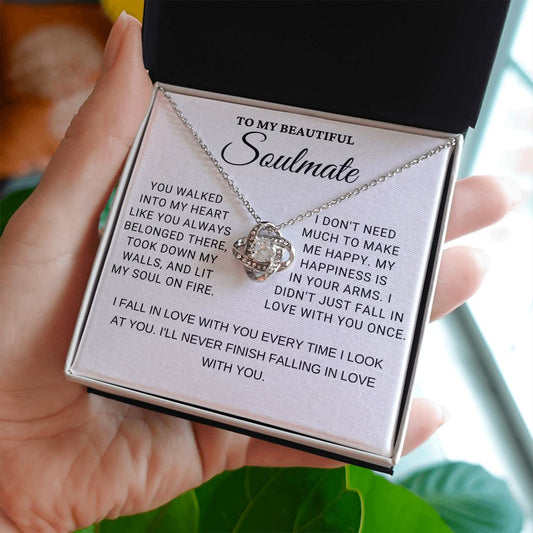 TO MY BEAUTIFUL
Soulmate
YOU WALKED
INTO MY HEART
LIKE YOU ALWAYS
BELONGED THERE,
TOOK DOWN MY
WALLS, AND LIT
MY SOUL ON FIRE.
I DON'T NEED
MUCH TO MAKE
ME HAPPY. MY
HAPPINESS IS
IN YOUR ARMS. I
DIDN'T JUST FALL IN
LOVE WITH YOU ONCE.
I FALL IN LOVE WITH YOU EVERY TIME I LOOK
AT YOU. I'LL NEVER FINISH FALLING IN LOVE
WITH YOU.